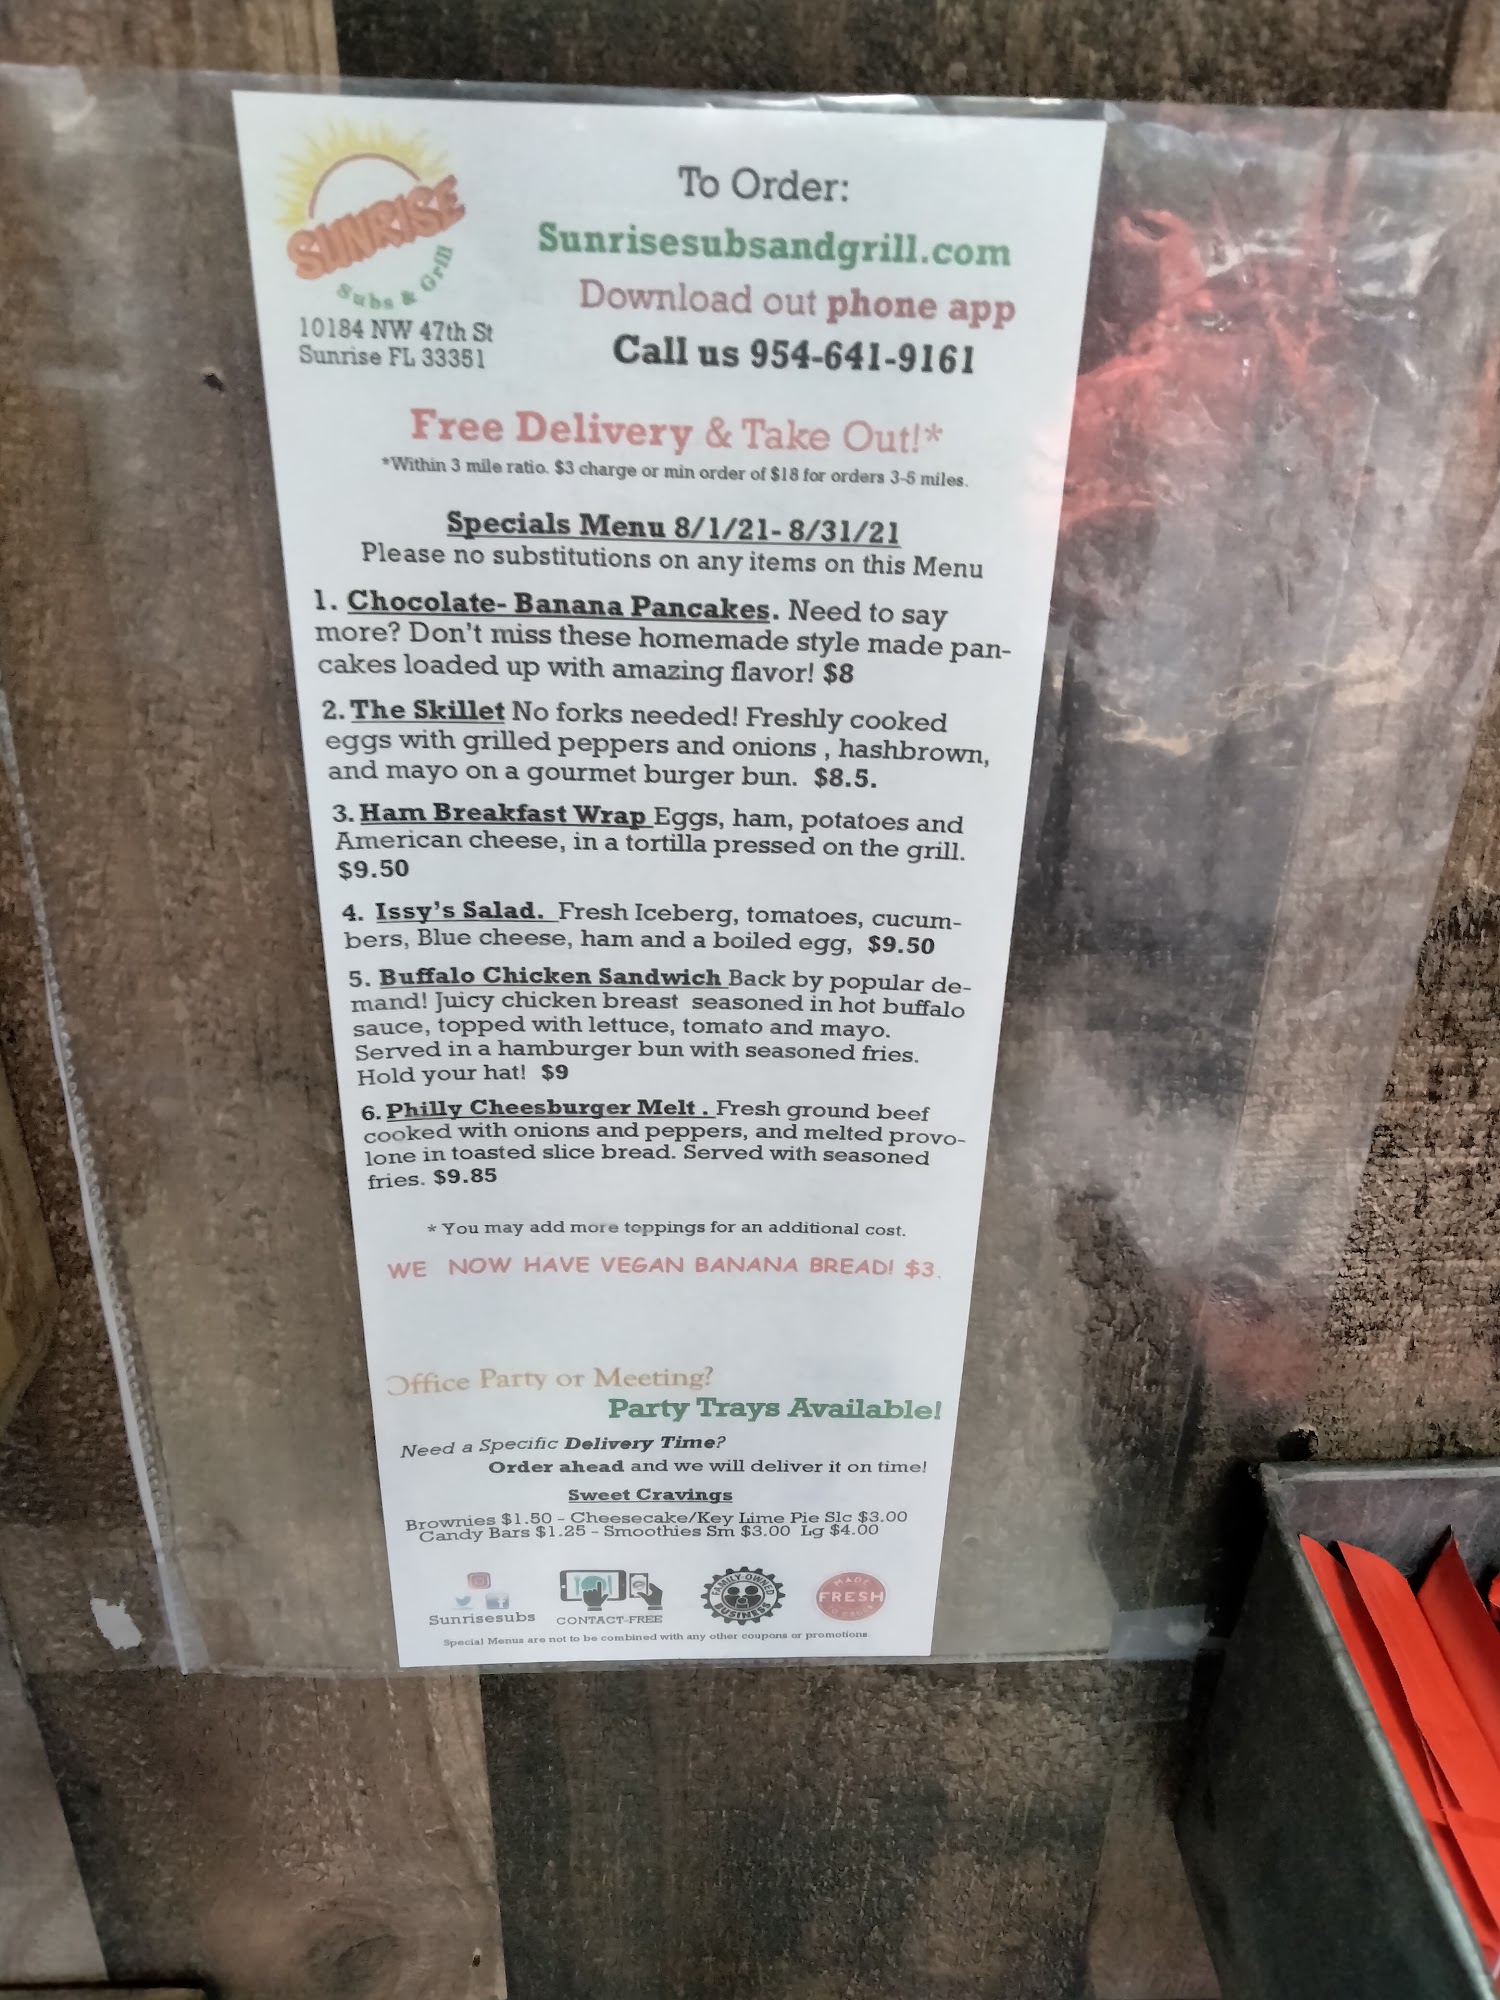 SUNRISE
Subs & Grill
10184 NW 47th St
Sunrise FL 33351
To Order:
Sunrisesubsandgrill.com
Download out phone app
Call us 954-641-9161
Free Delivery & Take Out!*
*Within 3 mile ratio. $3 charge or min order of $18 for orders 3-5 miles.
Specials Menu 8/1/21- 8/31/21
Please no substitutions on any items on this Menu
1. Chocolate- Banana Pancakes. Need to say
more? Don't miss these homemade style made pan-
cakes loaded up with amazing flavor! $8
2. The Skillet No forks needed! Freshly cooked
eggs with grilled peppers and onions , hashbrown,
and mayo on a gourmet burger bun. $8.5.
3. Ham Breakfast Wrap Eggs, ham, potatoes and
American cheese, in a tortilla pressed on the grill.
$9.50
4. Issy's Salad. Fresh Iceberg, tomatoes, cucum-
bers, Blue cheese, ham and a boiled egg, $9.50
5. Buffalo Chicken Sandwich Back by popular de-
mand! Juicy chicken breast seasoned in hot buffalo
sauce, topped with lettuce, tomato and mayo.
Served in a hamburger bun with seasoned fries.
Hold your hat! $9
6. Philly Cheesburger Melt . Fresh ground beef
cooked with onions and peppers, and melted provo-
lone in toasted slice bread. Served with seasoned
fries. $9.85
* You may add more toppings for an additional cost.
WE NOW HAVE VEGAN BANANA BREAD! $3.
Office Party or Meeting?
Party Trays Available!
Need a Specific Delivery Time?
Order ahead and we will deliver it on time!
Sweet Cravings
Brownies $1.50 - Cheesecake/Key Lime Pie Slc $3.00
Candy Bars $1.25 - Smoothies Sm $3.00 Lg $4.00
Sunrisesubs
CONTACT-FREE
FAMILY-OWNED
BUSINESS
MADE
FRESH
Special Menus are not to be combined with any other coupons or promotions.